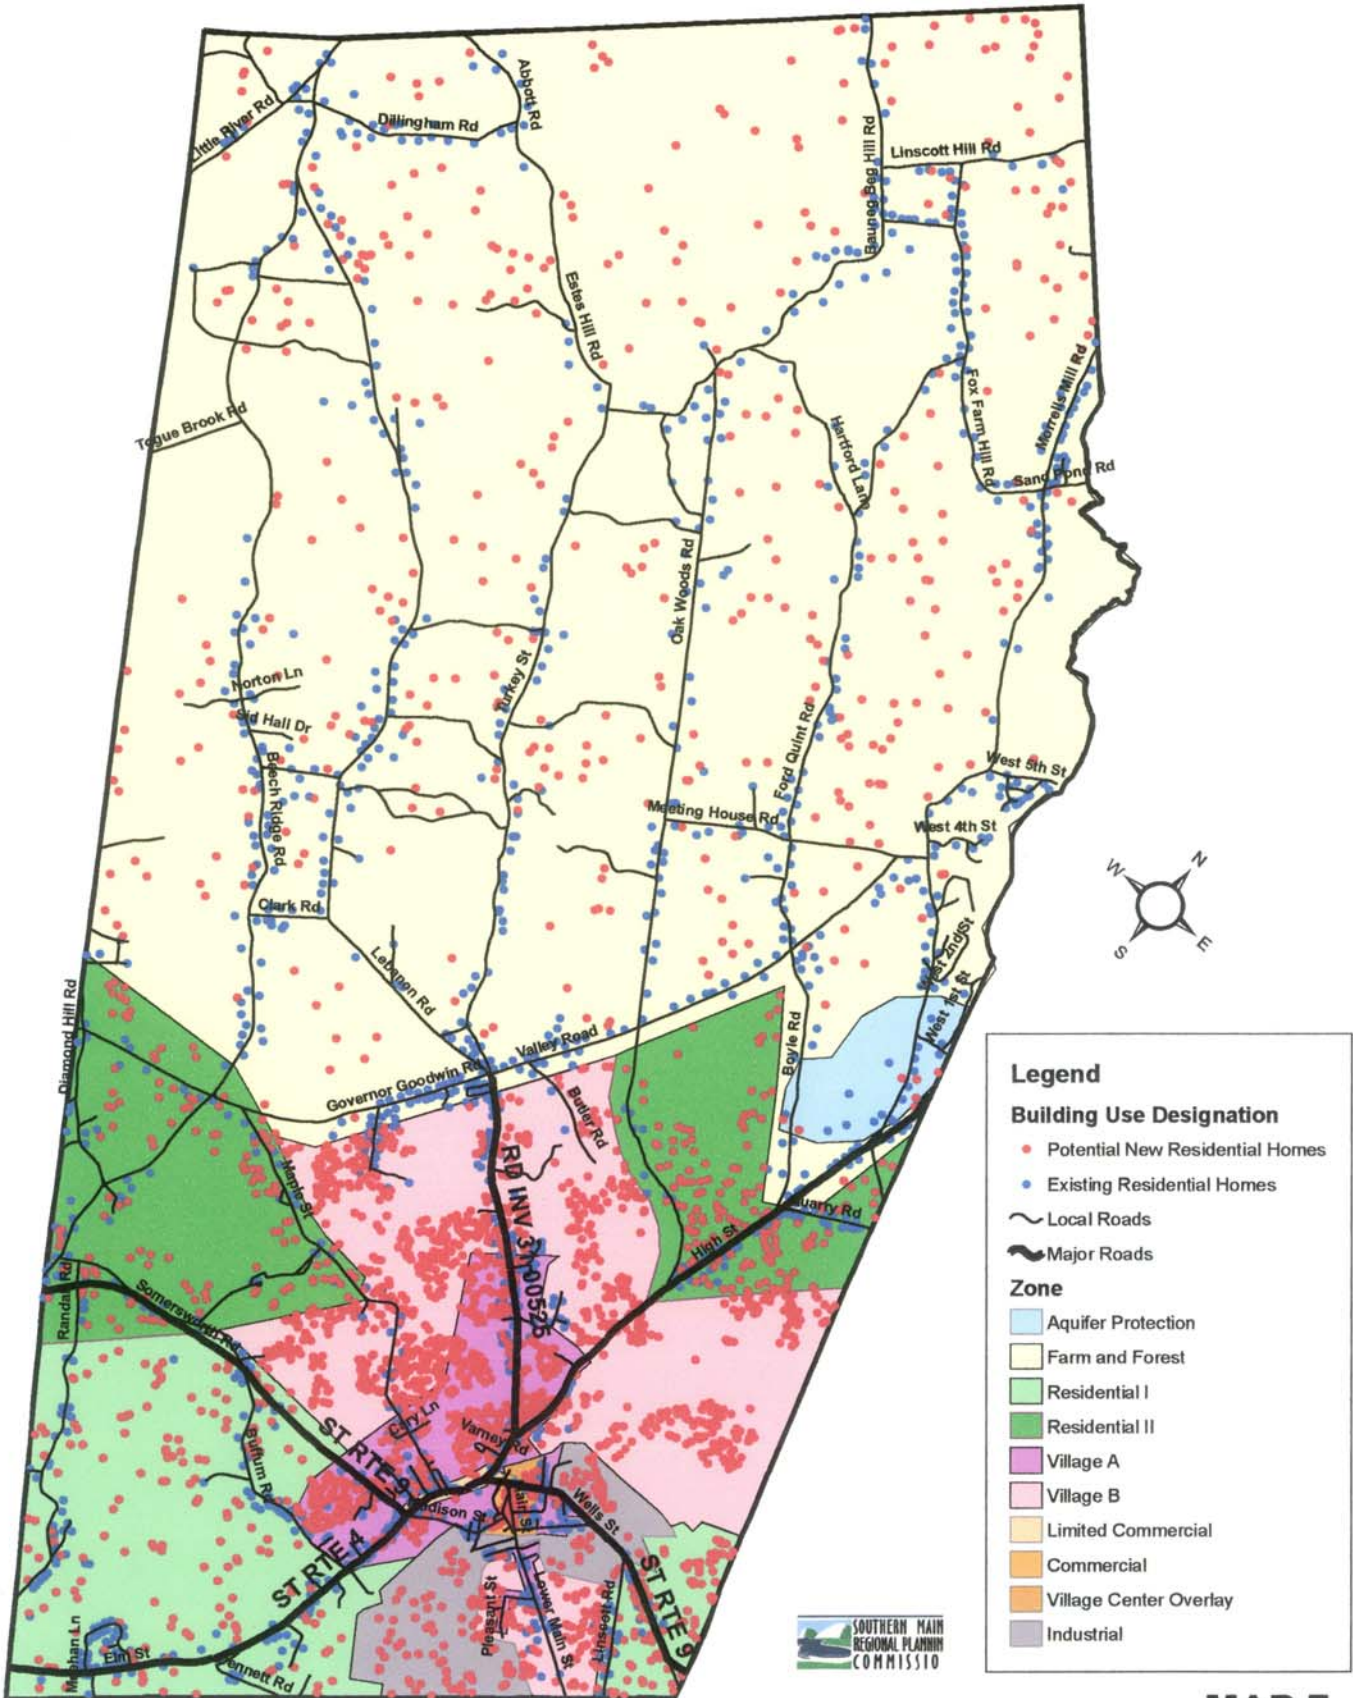 Abbott Rd
Little River Rd
Dillingham Rd
Bauneg Beg Hill Rd
Linscott Hill Rd
Estes Hill Rd
Fox Farm Hill Rd
Morrells Mill Rd
Togue Brook Rd
Hartford Lane
Sand Pond Rd
Oak Woods Rd
Norton Ln
Turkey St
Sid Hall Dr
Ford Quint Rd
West 5th St
Beech Ridge Rd
Meeting House Rd
West 4th St
N
W
E
S
Clark Rd
West 2nd St
Lebanon Rd
West 1st St
Diamond Hill Rd
Valley Road
Boyle Rd
Governor Goodwin Rd
Butler Rd
Maple St
RD INV 3100525
Quarty Rd
High St
Randall Rd
Somersworth Rd
Cary Ln
Varney Rd
ST RTE 9
Buffum Rd
Madison St
Main St
Wells St
ST RTE 4
ST RTE 9
Pleasant St
Lower Main St
Linscott Rd
Meehan Ln
Elm St
Bennett Rd
Legend
Building Use Designation
Potential New Residential Homes
Existing Residential Homes
Local Roads
Major Roads
Zone
Aquifer Protection
Farm and Forest
Residential I
Residential II
Village A
Village B
Limited Commercial
Commercial
Village Center Overlay
Industrial
SOUTHERN MAIN
REGIONAL PLANNIN
COMMISSIO